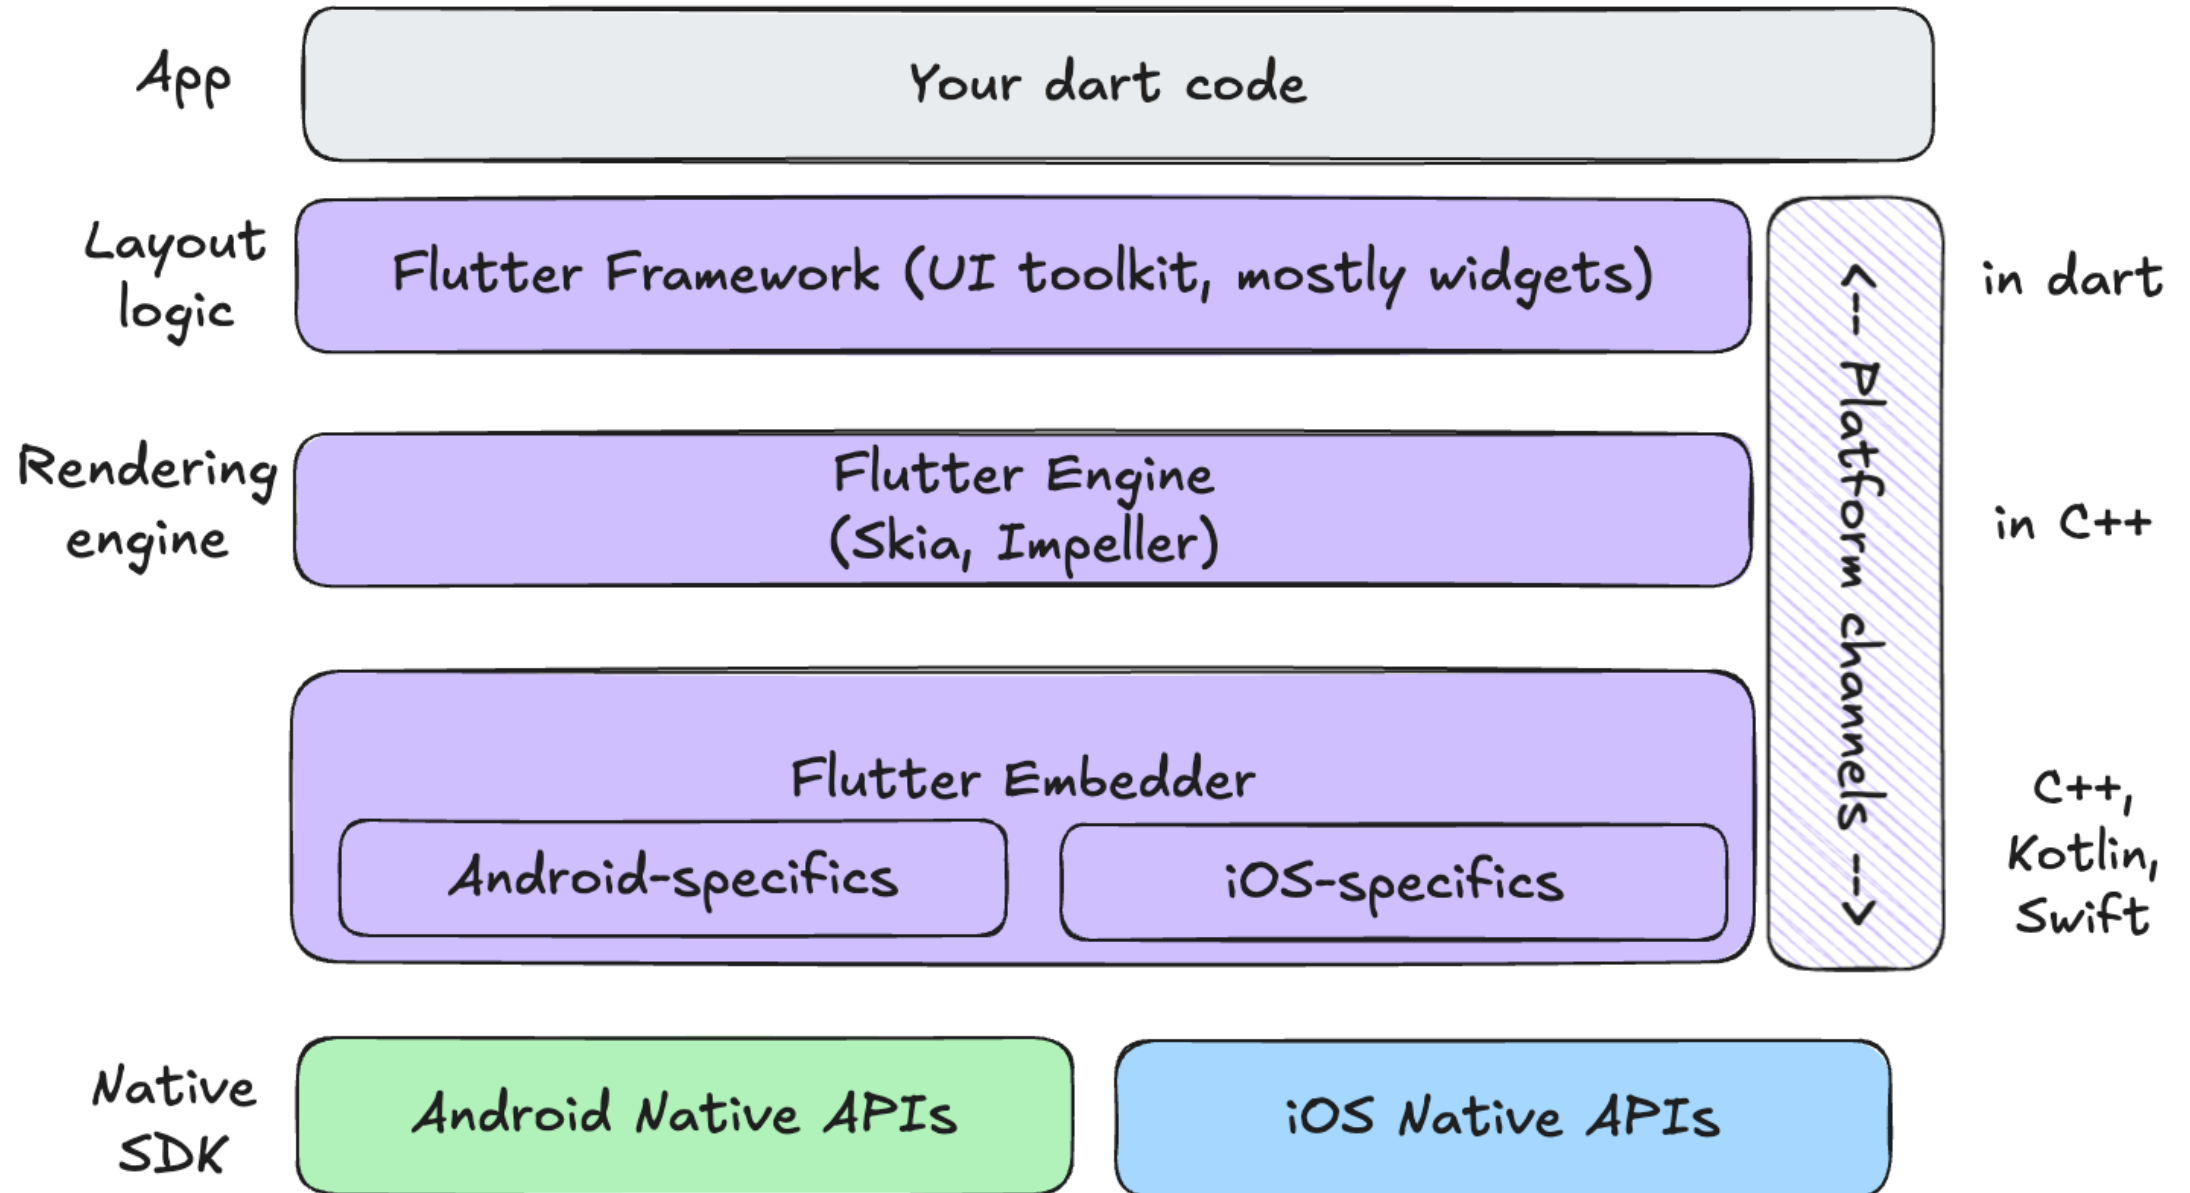 App
Your dart code
Layout
logic
Flutter Framework (UI toolkit, mostly widgets)
in dart
<-- Platform channels -->
Rendering
engine
Flutter Engine
(Skia, Impeller)
in C++
Flutter Embedder
Android-specifics
iOS-specifics
C++,
Kotlin,
Swift
Native
SDK
Android Native APIs
iOS Native APIs